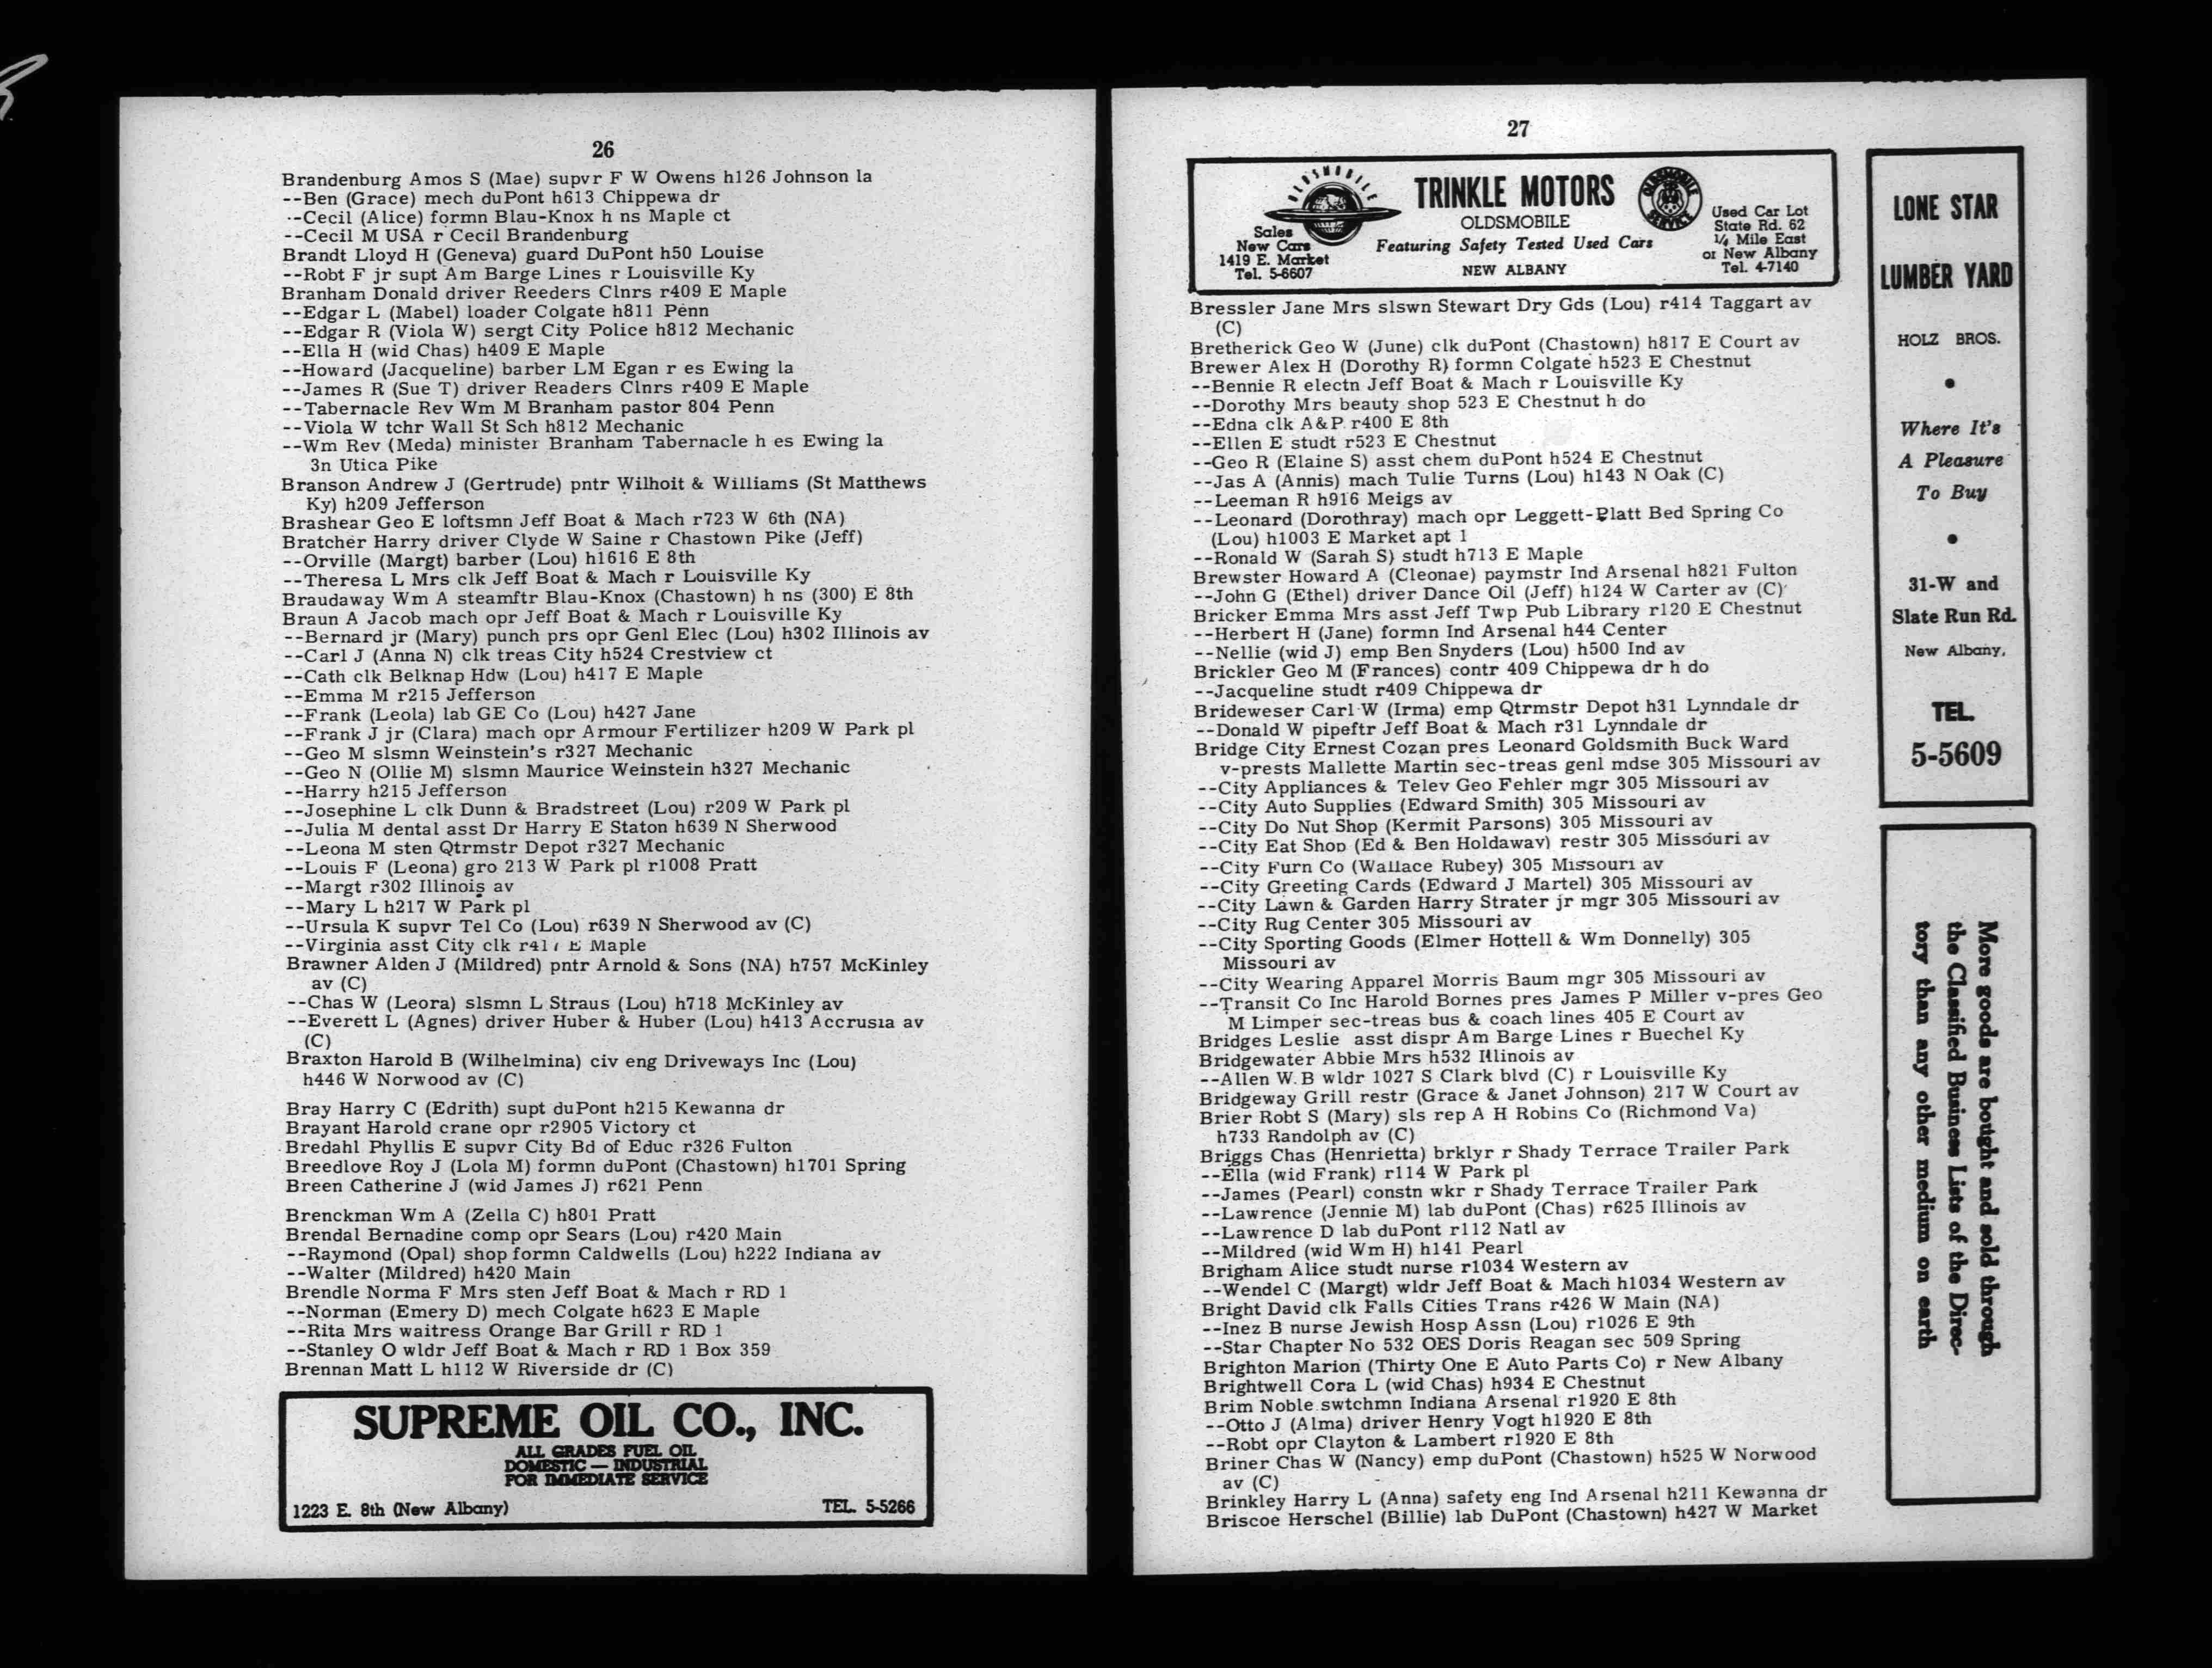 26
Brandenburg Amos S (Mae) supvr F W Owens h126 Johnson la
--Ben (Grace) mech duPont h613 Chippewa dr
--Cecil (Alice) formn Blau-Knox h ns Maple ct
--Cecil M USA r Cecil Brandenburg
Brandt Lloyd H (Geneva) guard DuPont h50 Louise
--Robt F jr supt Am Barge Lines r Louisville Ky
Branham Donald driver Reeders Clnrs r409 E Maple
--Edgar L (Mabel) loader Colgate h811 Penn
--Edgar R (Viola W) sergt City Police h812 Mechanic
--Ella H (wid Chas) h409 E Maple
--Howard (Jacqueline) barber LM Egan r es Ewing la
--James R (Sue T) driver Readers Clnrs r409 E Maple
--Tabernacle Rev Wm M Branham pastor 804 Penn
--Viola W tchr Wall St Sch h812 Mechanic
--Wm Rev (Meda) minister Branham Tabernacle h es Ewing la
3n Utica Pike
Branson Andrew J (Gertrude) pntr Wilhoit & Williams (St Matthews
Ky) h209 Jefferson
Brashear Geo E loftsmn Jeff Boat & Mach r723 W 6th (NA)
Bratcher Harry driver Clyde W Saine r Chastown Pike (Jeff)
--Orville (Margt) barber (Lou) h1616 E 8th
--Theresa L Mrs clk Jeff Boat & Mach r Louisville Ky
Braudaway Wm A steamftr Blau-Knox (Chastown) h ns (300) E 8th
Braun A Jacob mach opr Jeff Boat & Mach r Louisville Ky
--Bernard jr (Mary) punch prs opr Genl Elec (Lou) h302 Illinois av
--Carl J (Anna N) clk treas City h524 Crestview ct
--Cath clk Belknap Hdw (Lou) h417 E Maple
--Emma M r215 Jefferson
--Frank (Leola) lab GE Co (Lou) h427 Jane
--Frank J jr (Clara) mach opr Armour Fertilizer h209 W Park pl
--Geo M slsmn Weinstein's r327 Mechanic
--Geo N (Ollie M) slsmn Maurice Weinstein h327 Mechanic
--Harry h215 Jefferson
--Josephine L clk Dunn & Bradstreet (Lou) r209 W Park pl
--Julia M dental asst Dr Harry E Staton h639 N Sherwood
--Leona M sten Qtrmstr Depot r327 Mechanic
--Louis F (Leona) gro 213 W Park pl r1008 Pratt
--Margt r302 Illinois av
--Mary L h217 W Park pl
--Ursula K supvr Tel Co (Lou) r639 N Sherwood av (C)
--Virginia asst City clk r417 E Maple
Brawner Alden J (Mildred) pntr Arnold & Sons (NA) h757 McKinley
av (C)
--Chas W (Leora) slsmn L Straus (Lou) h718 McKinley av
--Everett L (Agnes) driver Huber & Huber (Lou) h413 Accrusia av
(C)
Braxton Harold B (Wilhelmina) civ eng Driveways Inc (Lou)
h446 W Norwood av (C)
Bray Harry C (Edrith) supt duPont h215 Kewanna dr
Brayant Harold crane opr r2905 Victory ct
Bredahl Phyllis E supvr City Bd of Educ r326 Fulton
Breedlove Roy J (Lola M) formn duPont (Chastown) h1701 Spring
Breen Catherine J (wid James J) r621 Penn
Brenckman Wm A (Zella C) h801 Pratt
Brendal Bernadine comp opr Sears (Lou) r420 Main
--Raymond (Opal) shop formn Caldwells (Lou) h222 Indiana av
--Walter (Mildred) h420 Main
Brendle Norma F Mrs sten Jeff Boat & Mach r RD 1
--Norman (Emery D) mech Colgate h623 E Maple
--Rita Mrs waitress Orange Bar Grill r RD 1
--Stanley O wldr Jeff Boat & Mach r RD 1 Box 359
Brennan Matt L h112 W Riverside dr (C)
SUPREME OIL CO., INC.
ALL GRADES FUEL OIL
DOMESTIC — INDUSTRIAL
FOR IMMEDIATE SERVICE
1223 E. 8th (New Albany) TEL. 5-5266
27
OLDSMOBILE
Sales
New Cars
1419 E. Market
Tel. 5-6607
TRINKLE MOTORS
OLDSMOBILE
Featuring Safety Tested Used Cars
NEW ALBANY
OLDSMOBILE SERVICE
Used Car Lot
State Rd. 62
1/4 Mile East
of New Albany
Tel. 4-7140
Bressler Jane Mrs slswn Stewart Dry Gds (Lou) r414 Taggart av
(C)
Bretherick Geo W (June) clk duPont (Chastown) h817 E Court av
Brewer Alex H (Dorothy R) formn Colgate h523 E Chestnut
--Bennie R electn Jeff Boat & Mach r Louisville Ky
--Dorothy Mrs beauty shop 523 E Chestnut h do
--Edna clk A&P r400 E 8th
--Ellen E studt r523 E Chestnut
--Geo R (Elaine S) asst chem duPont h524 E Chestnut
--Jas A (Annis) mach Tulie Turns (Lou) h143 N Oak (C)
--Leeman R h916 Meigs av
--Leonard (Dorothray) mach opr Leggett-Platt Bed Spring Co
(Lou) h1003 E Market apt 1
--Ronald W (Sarah S) studt h713 E Maple
Brewster Howard A (Cleonae) paymstr Ind Arsenal h821 Fulton
--John G (Ethel) driver Dance Oil (Jeff) h124 W Carter av (C)
Bricker Emma Mrs asst Jeff Twp Pub Library r120 E Chestnut
--Herbert H (Jane) formn Ind Arsenal h44 Center
--Nellie (wid J) emp Ben Snyders (Lou) h500 Ind av
Brickler Geo M (Frances) contr 409 Chippewa dr h do
--Jacqueline studt r409 Chippewa dr
Brideweser Carl W (Irma) emp Qtrmstr Depot h31 Lynndale dr
--Donald W pipeftr Jeff Boat & Mach r31 Lynndale dr
Bridge City Ernest Cozan pres Leonard Goldsmith Buck Ward
v-prests Mallette Martin sec-treas genl mdse 305 Missouri av
--City Appliances & Telev Geo Fehler mgr 305 Missouri av
--City Auto Supplies (Edward Smith) 305 Missouri av
--City Do Nut Shop (Kermit Parsons) 305 Missouri av
--City Eat Shop (Ed & Ben Holdaway) restr 305 Missouri av
--City Furn Co (Wallace Rubey) 305 Missouri av
--City Greeting Cards (Edward J Martel) 305 Missouri av
--City Lawn & Garden Harry Strater jr mgr 305 Missouri av
--City Rug Center 305 Missouri av
--City Sporting Goods (Elmer Hottell & Wm Donnelly) 305
Missouri av
--City Wearing Apparel Morris Baum mgr 305 Missouri av
--Transit Co Inc Harold Bornes pres James P Miller v-pres Geo
M Limper sec-treas bus & coach lines 405 E Court av
Bridges Leslie asst dispr Am Barge Lines r Buechel Ky
Bridgewater Abbie Mrs h532 Illinois av
--Allen W.B wldr 1027 S Clark blvd (C) r Louisville Ky
Bridgeway Grill restr (Grace & Janet Johnson) 217 W Court av
Brier Robt S (Mary) sls rep A H Robins Co (Richmond Va)
h733 Randolph av (C)
Briggs Chas (Henrietta) brklyr r Shady Terrace Trailer Park
--Ella (wid Frank) r114 W Park pl
--James (Pearl) constn wkr r Shady Terrace Trailer Park
--Lawrence (Jennie M) lab duPont (Chas) r625 Illinois av
--Lawrence D lab duPont r112 Natl av
--Mildred (wid Wm H) h141 Pearl
Brigham Alice studt nurse r1034 Western av
--Wendel C (Margt) wldr Jeff Boat & Mach h1034 Western av
Bright David clk Falls Cities Trans r426 W Main (NA)
--Inez B nurse Jewish Hosp Assn (Lou) r1026 E 9th
--Star Chapter No 532 OES Doris Reagan sec 509 Spring
Brighton Marion (Thirty One E Auto Parts Co) r New Albany
Brightwell Cora L (wid Chas) h934 E Chestnut
Brim Noble swtchmn Indiana Arsenal r1920 E 8th
--Otto J (Alma) driver Henry Vogt h1920 E 8th
--Robt opr Clayton & Lambert r1920 E 8th
Briner Chas W (Nancy) emp duPont (Chastown) h525 W Norwood
av (C)
Brinkley Harry L (Anna) safety eng Ind Arsenal h211 Kewanna dr
Briscoe Herschel (Billie) lab DuPont (Chastown) h427 W Market
LONE STAR
LUMBER YARD
HOLZ BROS.
•
Where It's
A Pleasure
To Buy
•
31-W and
Slate Run Rd.
New Albany.
TEL.
5-5609
More goods are bought and sold through
the Classified Business Lists of the Direc-
tory than any other medium on earth